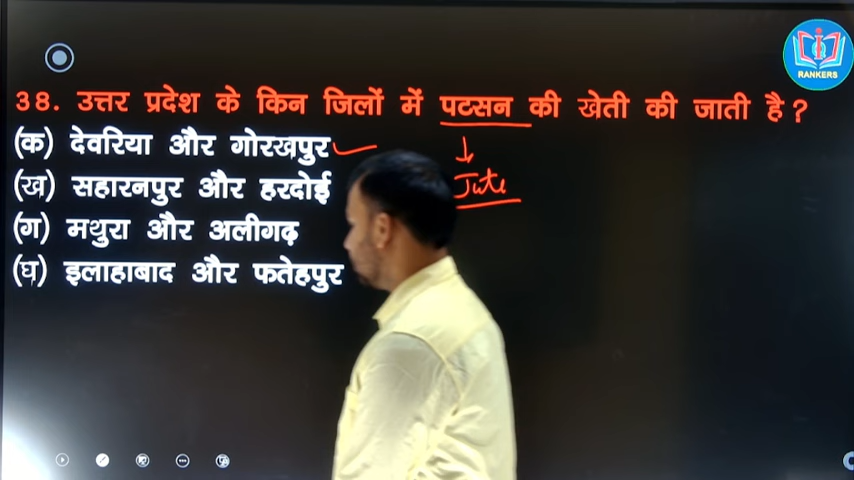 38. उत्तर प्रदेश के किन जिलों में पटसन की खेती की जाती है?
(क) देवरिया और गोरखपुर
(ख) सहारनपुर और हरदोई
Jute
(ग) मथुरा और अलीगढ़
(घ) इलाहाबाद और फतेहपुर
RANKERS